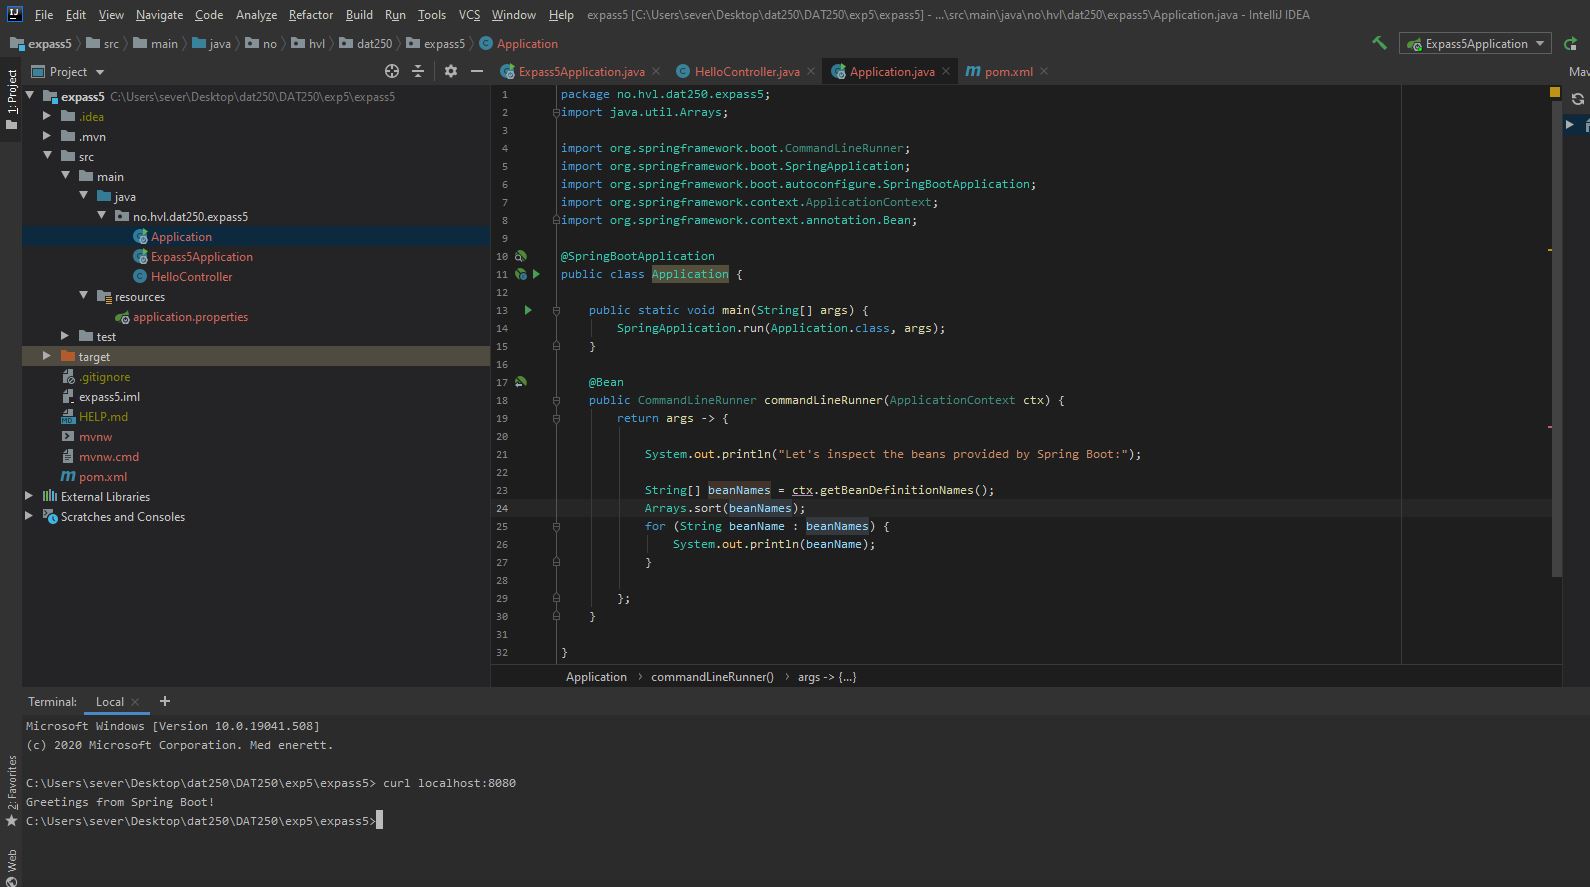 File Edit View Navigate Code Analyze Refactor Build Run Tools VCS Window Help expass5 [C:\Users\sever\Desktop\dat250\DAT250\exp5\expass5] - ...\src\main\java\no\hvl\dat250\expass5\Application.java - IntelliJ IDEA
expass5 src main java no hvl dat250 expass5 Application Expass5Application
1: Project
Project
Expass5Application.java HelloController.java Application.java pom.xml
Mav
expass5 C:\Users\sever\Desktop\dat250\DAT250\exp5\expass5
.idea
.mvn
src
main
java
no.hvl.dat250.expass5
Application
Expass5Application
HelloController
resources
application.properties
test
target
.gitignore
expass5.iml
HELP.md
mvnw
mvnw.cmd
pom.xml
External Libraries
Scratches and Consoles
1 package no.hvl.dat250.expass5;
2 import java.util.Arrays;
3
4 import org.springframework.boot.CommandLineRunner;
5 import org.springframework.boot.SpringApplication;
6 import org.springframework.boot.autoconfigure.SpringBootApplication;
7 import org.springframework.context.ApplicationContext;
8 import org.springframework.context.annotation.Bean;
9
10 @SpringBootApplication
11 public class Application {
12
13 public static void main(String[] args) {
14 SpringApplication.run(Application.class, args);
15 }
16
17 @Bean
18 public CommandLineRunner commandLineRunner(ApplicationContext ctx) {
19 return args -> {
20
21 System.out.println("Let's inspect the beans provided by Spring Boot:");
22
23 String[] beanNames = ctx.getBeanDefinitionNames();
24 Arrays.sort(beanNames);
25 for (String beanName : beanNames) {
26 System.out.println(beanName);
27 }
28
29 };
30 }
31
32 }
Application › commandLineRunner() › args -> {...}
Terminal: Local × +
Microsoft Windows [Version 10.0.19041.508]
(c) 2020 Microsoft Corporation. Med enerett.
C:\Users\sever\Desktop\dat250\DAT250\exp5\expass5> curl localhost:8080
Greetings from Spring Boot!
C:\Users\sever\Desktop\dat250\DAT250\exp5\expass5>
2: Favorites
Web